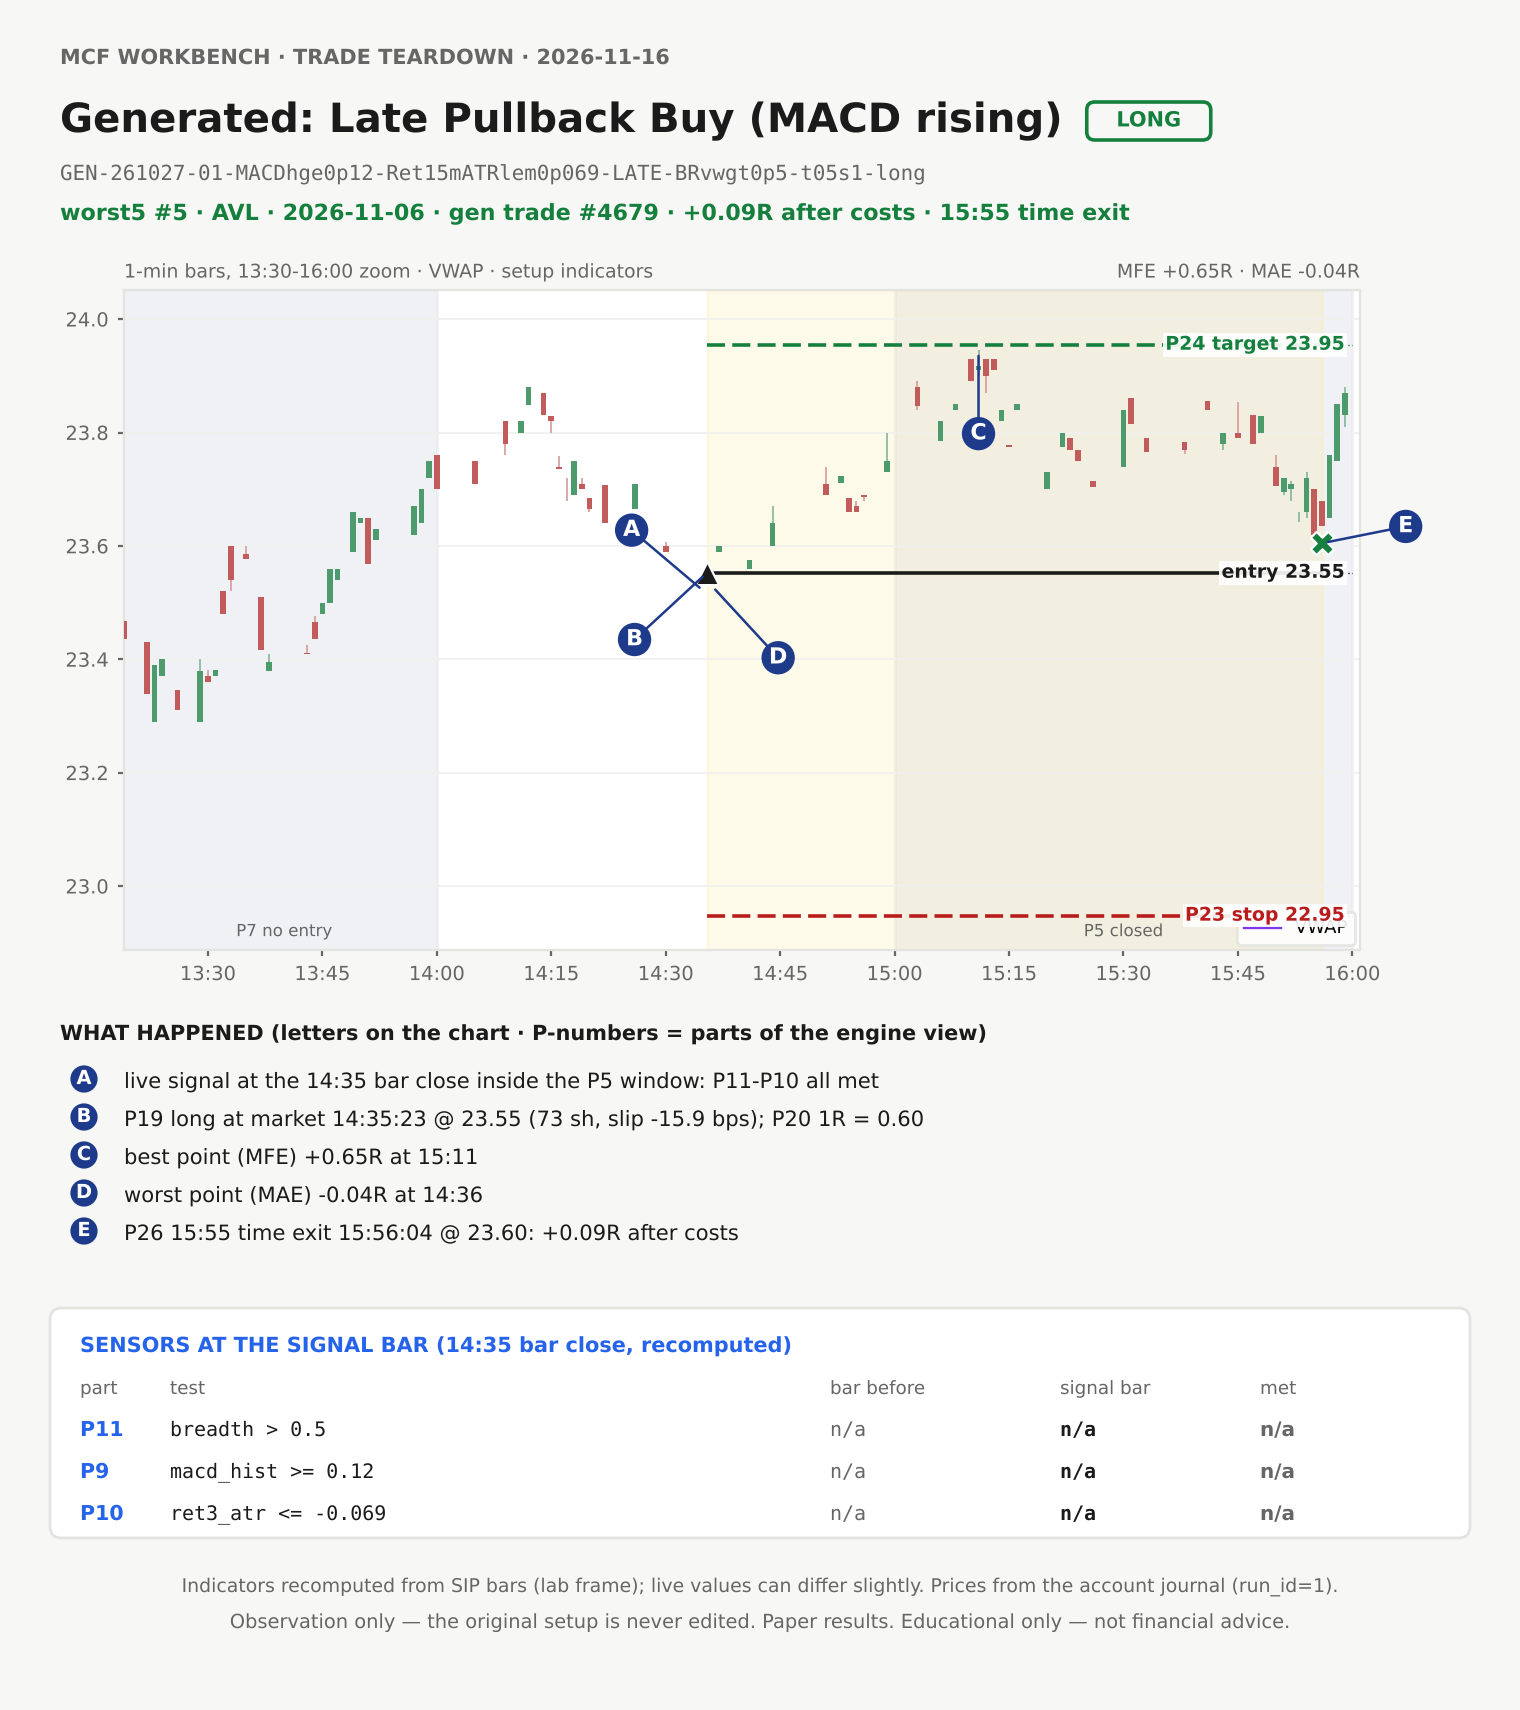 MCF WORKBENCH · TRADE TEARDOWN · 2026-11-16
Generated: Late Pullback Buy (MACD rising)
LONG
GEN-261027-01-MACDhge0p12-Ret15mATRlem0p069-LATE-BRvwgt0p5-t05s1-long
worst5 #5 · AVL · 2026-11-06 · gen trade #4679 · +0.09R after costs · 15:55 time exit
1-min bars, 13:30-16:00 zoom · VWAP · setup indicators
MFE +0.65R · MAE -0.04R
24.0
23.8
23.6
23.4
23.2
23.0
P24 target 23.95
C
A
E
entry 23.55
B
D
P23 stop 22.95
P7 no entry
P5 closed
VWAP
13:30
13:45
14:00
14:15
14:30
14:45
15:00
15:15
15:30
15:45
16:00
WHAT HAPPENED (letters on the chart · P-numbers = parts of the engine view)
A live signal at the 14:35 bar close inside the P5 window: P11-P10 all met
B P19 long at market 14:35:23 @ 23.55 (73 sh, slip -15.9 bps); P20 1R = 0.60
C best point (MFE) +0.65R at 15:11
D worst point (MAE) -0.04R at 14:36
E P26 15:55 time exit 15:56:04 @ 23.60: +0.09R after costs
SENSORS AT THE SIGNAL BAR (14:35 bar close, recomputed)
part test bar before signal bar met
P11 breadth > 0.5 n/a n/a n/a
P9 macd_hist >= 0.12 n/a n/a n/a
P10 ret3_atr <= -0.069 n/a n/a n/a
Indicators recomputed from SIP bars (lab frame); live values can differ slightly. Prices from the account journal (run_id=1).
Observation only — the original setup is never edited. Paper results. Educational only — not financial advice.